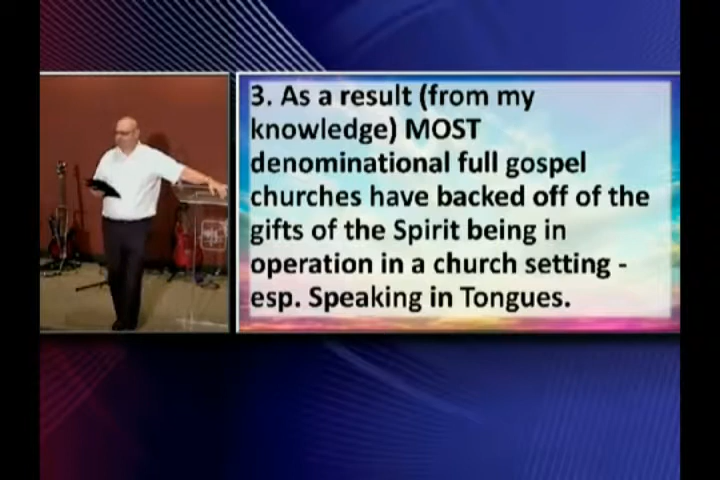 3. As a result (from my
knowledge) MOST
denominational full gospel
churches have backed off of the
gifts of the Spirit being in
operation in a church setting -
esp. Speaking in Tongues.